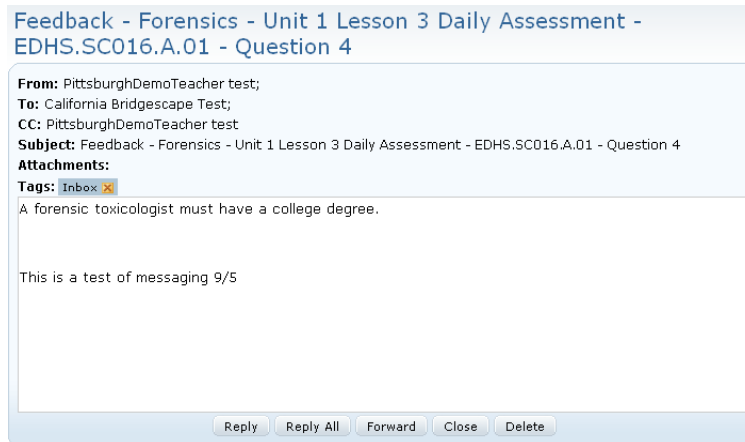 Feedback - Forensics - Unit 1 Lesson 3 Daily Assessment -
EDHS.SC016.A.01 - Question 4
From: PittsburghDemoTeacher test;
To: California Bridgescape Test;
CC: PittsburghDemoTeacher test
Subject: Feedback - Forensics - Unit 1 Lesson 3 Daily Assessment - EDHS.SC016.A.01 - Question 4
Attachments:
Tags: Inbox
A forensic toxicologist must have a college degree.
This is a test of messaging 9/5
Reply Reply All Forward Close Delete